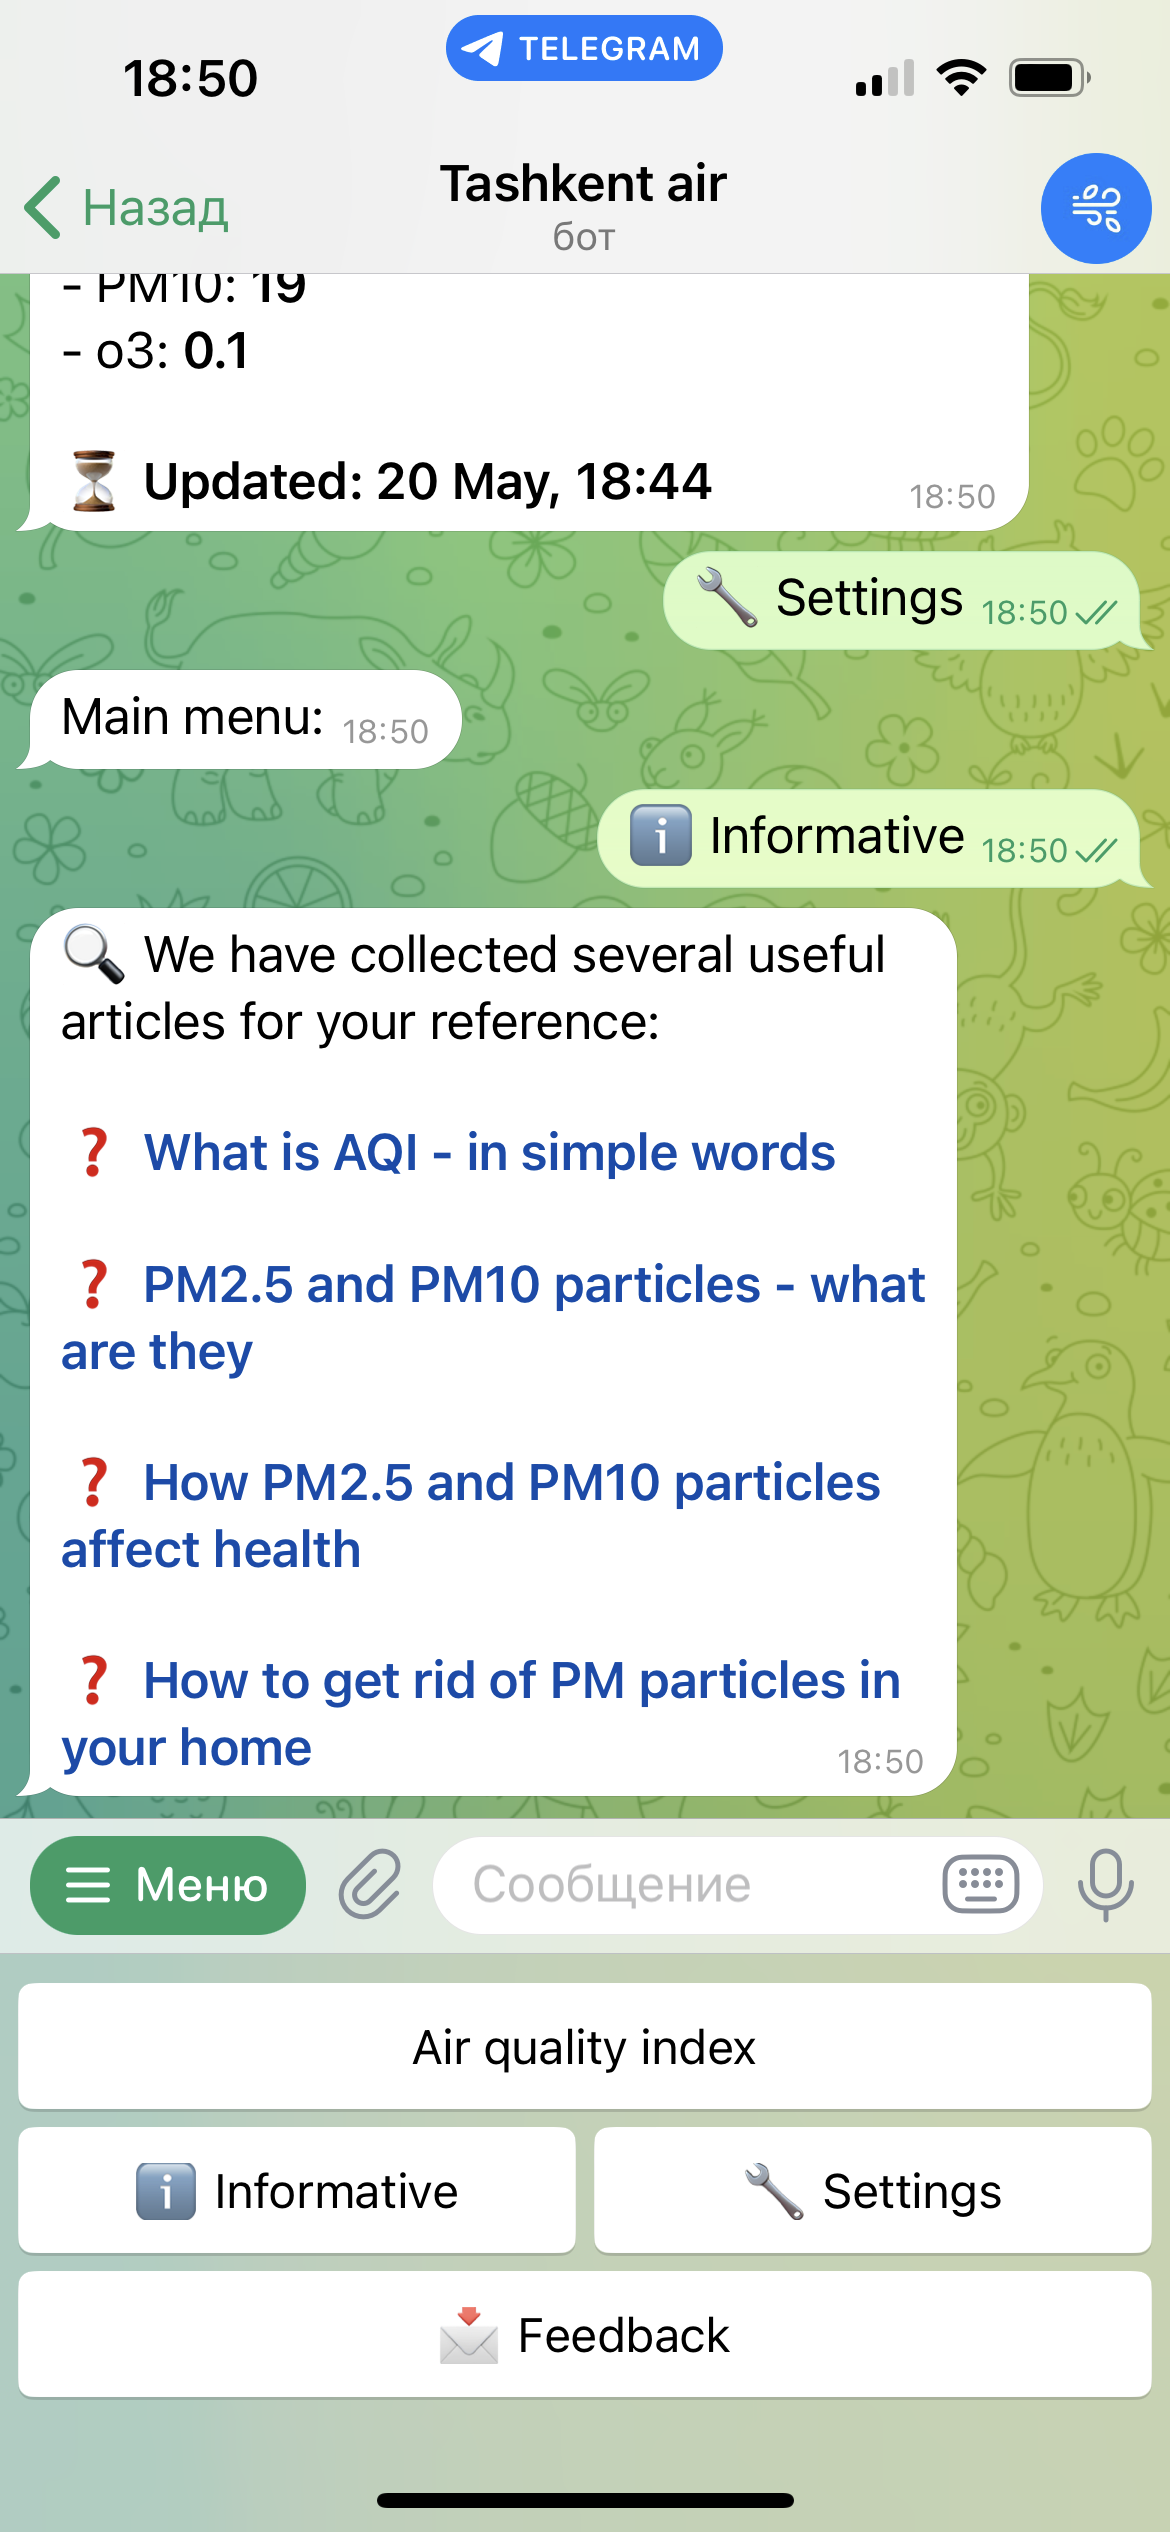 18:50
TELEGRAM
Назад
Tashkent air
бот
- PM10: 19
- o3: 0.1
Updated: 20 May, 18:44
18:50
Settings 18:50
Main menu: 18:50
Informative 18:50
We have collected several useful
articles for your reference:
❓ What is AQI - in simple words
❓ PM2.5 and PM10 particles - what
are they
❓ How PM2.5 and PM10 particles
affect health
❓ How to get rid of PM particles in
your home
18:50
Меню
Сообщение
Air quality index
Informative
Settings
Feedback